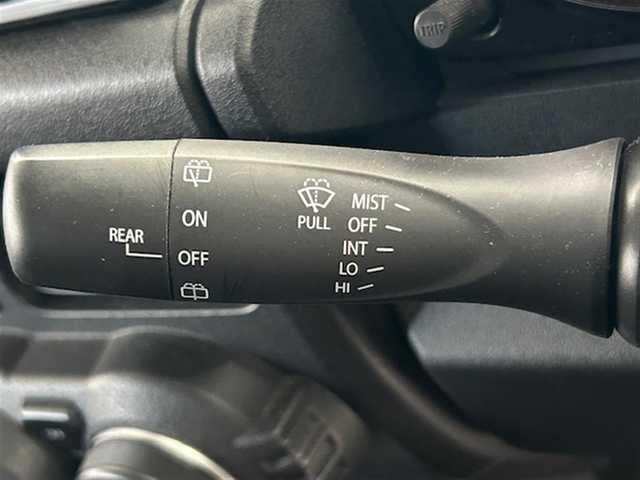 TRIP
REAR
ON
OFF
PULL
MIST
OFF
INT
LO
HI